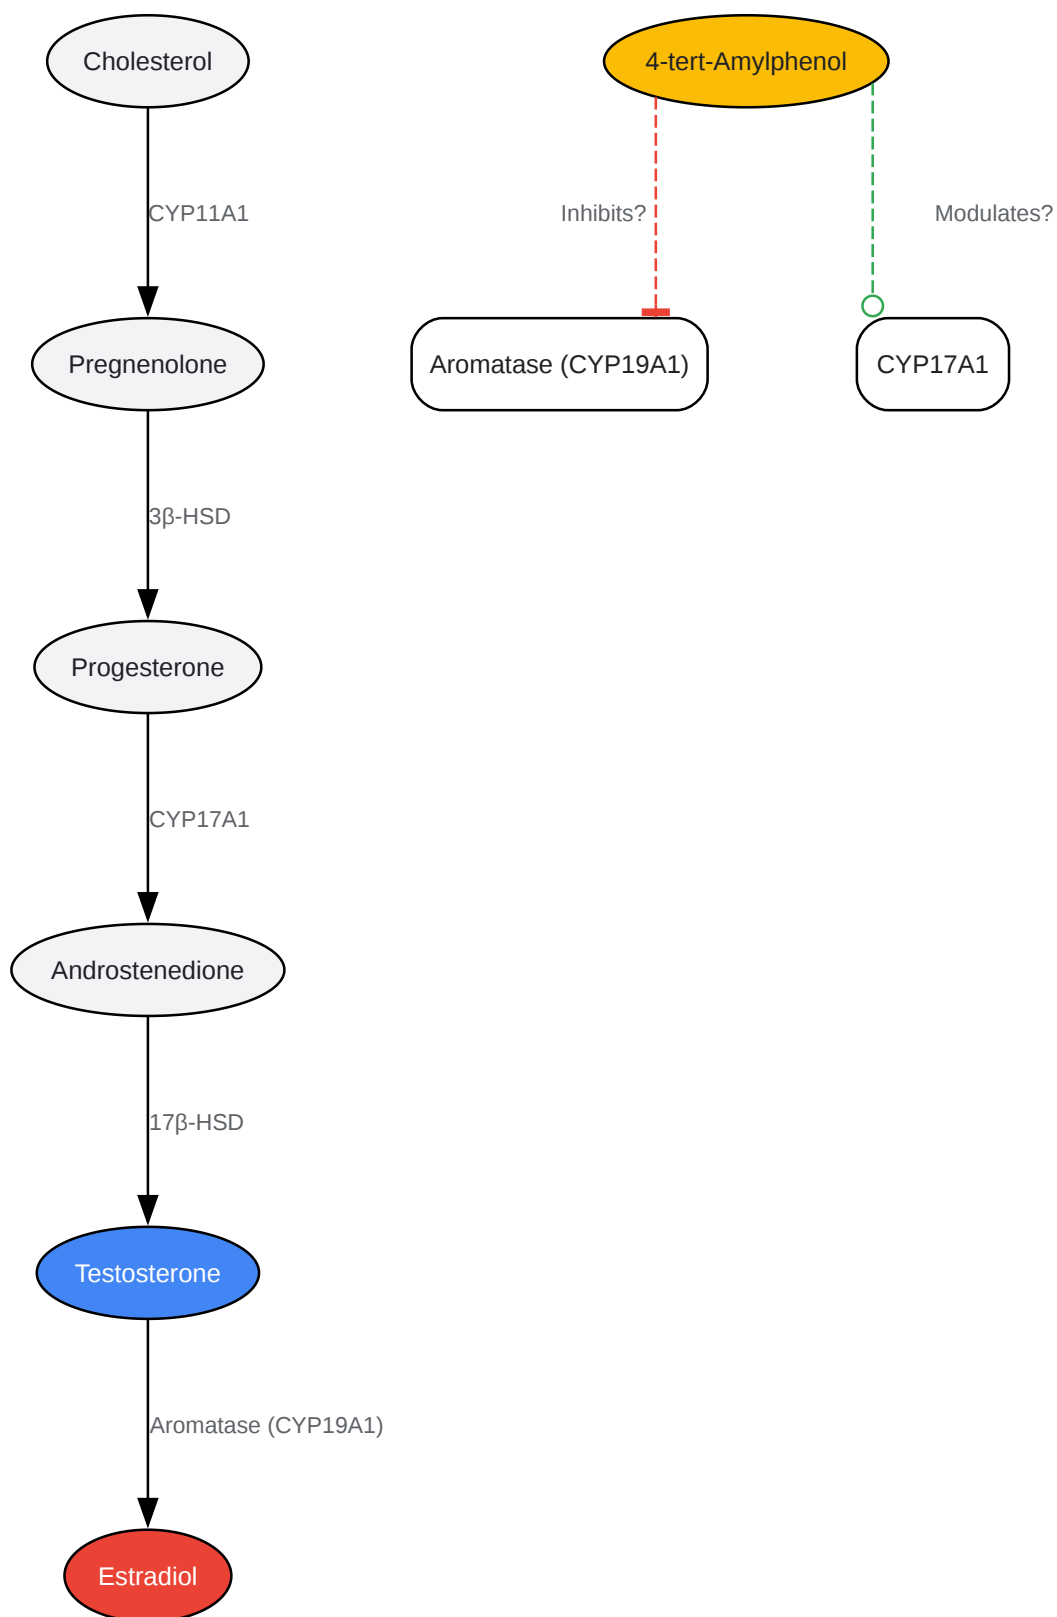 Cholesterol
4-tert-Amylphenol
CYP11A1
Inhibits?
Modulates?
Pregnenolone
Aromatase (CYP19A1)
CYP17A1
3β-HSD
Progesterone
CYP17A1
Androstenedione
17β-HSD
Testosterone
Aromatase (CYP19A1)
Estradiol